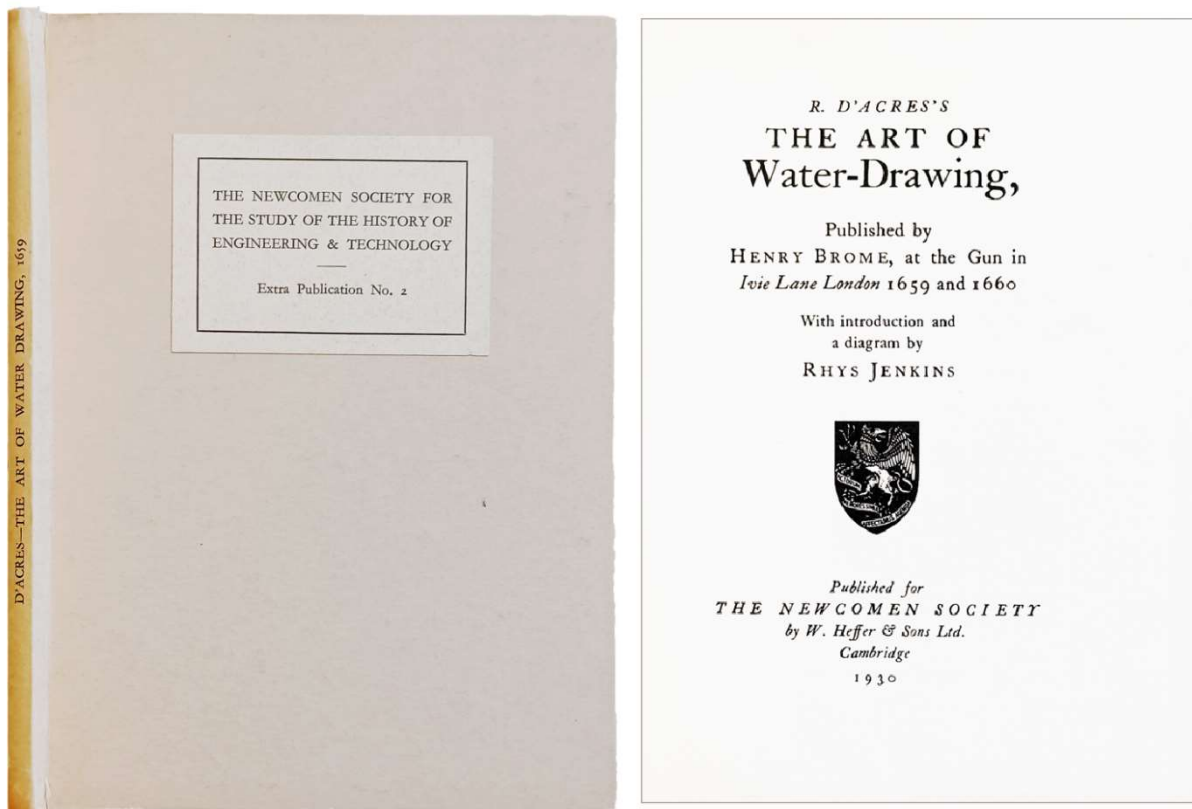 D'ACRES—THE ART OF WATER DRAWING, 1659
THE NEWCOMEN SOCIETY FOR
THE STUDY OF THE HISTORY OF
ENGINEERING & TECHNOLOGY
Extra Publication No. 2
R. D'ACRES'S
THE ART OF
Water-Drawing,
Published by
HENRY BROME, at the Gun in
Ivie Lane London 1659 and 1660
With introduction and
a diagram by
RHYS JENKINS
Published for
THE NEWCOMEN SOCIETY
by W. Heffer & Sons Ltd.
Cambridge
1930